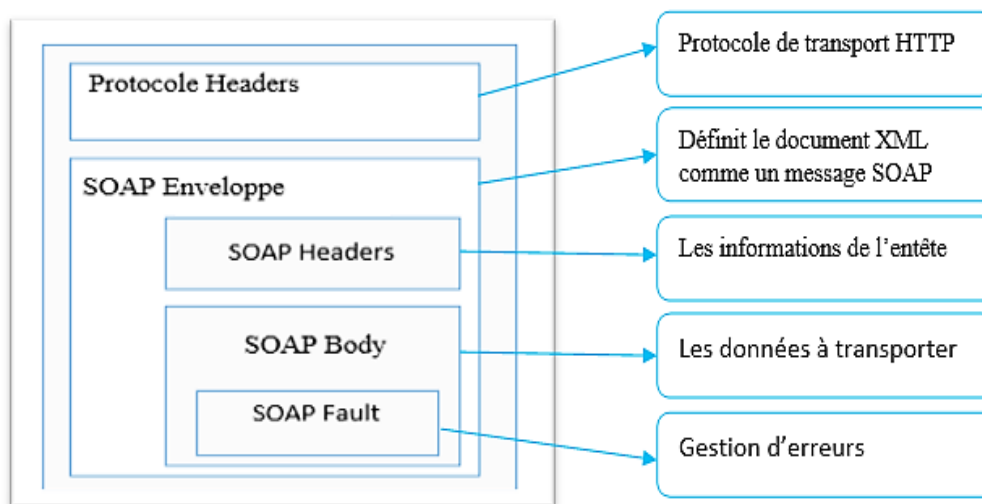 Protocole Headers
Protocole de transport HTTP
SOAP Enveloppe
Définit le document XML
comme un message SOAP
SOAP Headers
Les informations de l'entête
SOAP Body
Les données à transporter
SOAP Fault
Gestion d'erreurs